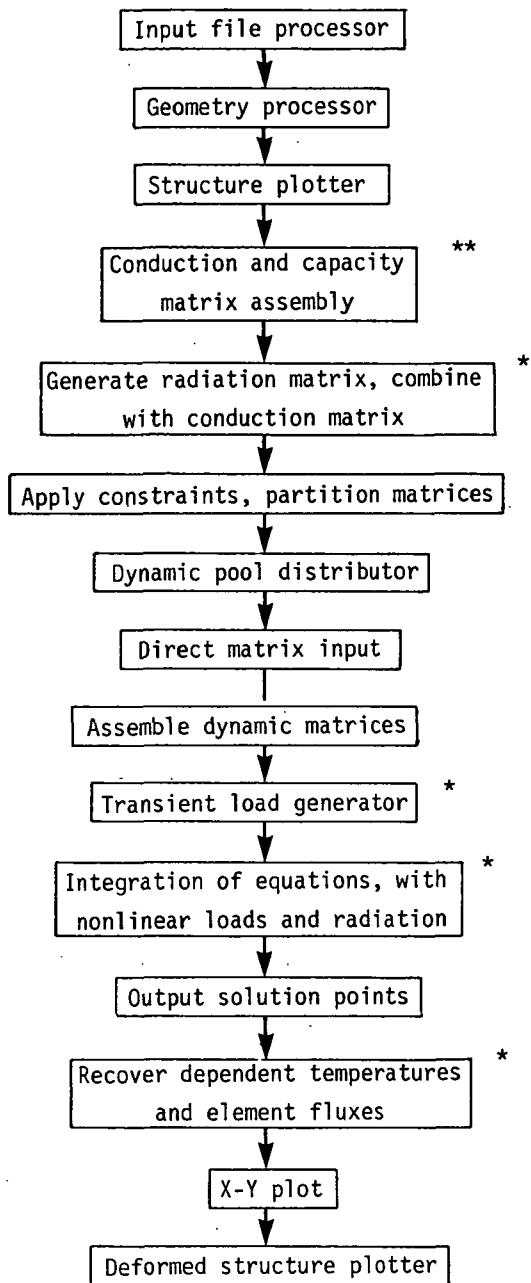 Input file processor
Geometry processor
Structure plotter
**
Conduction and capacity
matrix assembly
*
Generate radiation matrix, combine
with conduction matrix
Apply constraints, partition matrices
Dynamic pool distributor
Direct matrix input
Assemble dynamic matrices
Transient load generator *
*
Integration of equations, with
nonlinear loads and radiation
Output solution points
*
Recover dependent temperatures
and element fluxes
X-Y plot
Deformed structure plotter